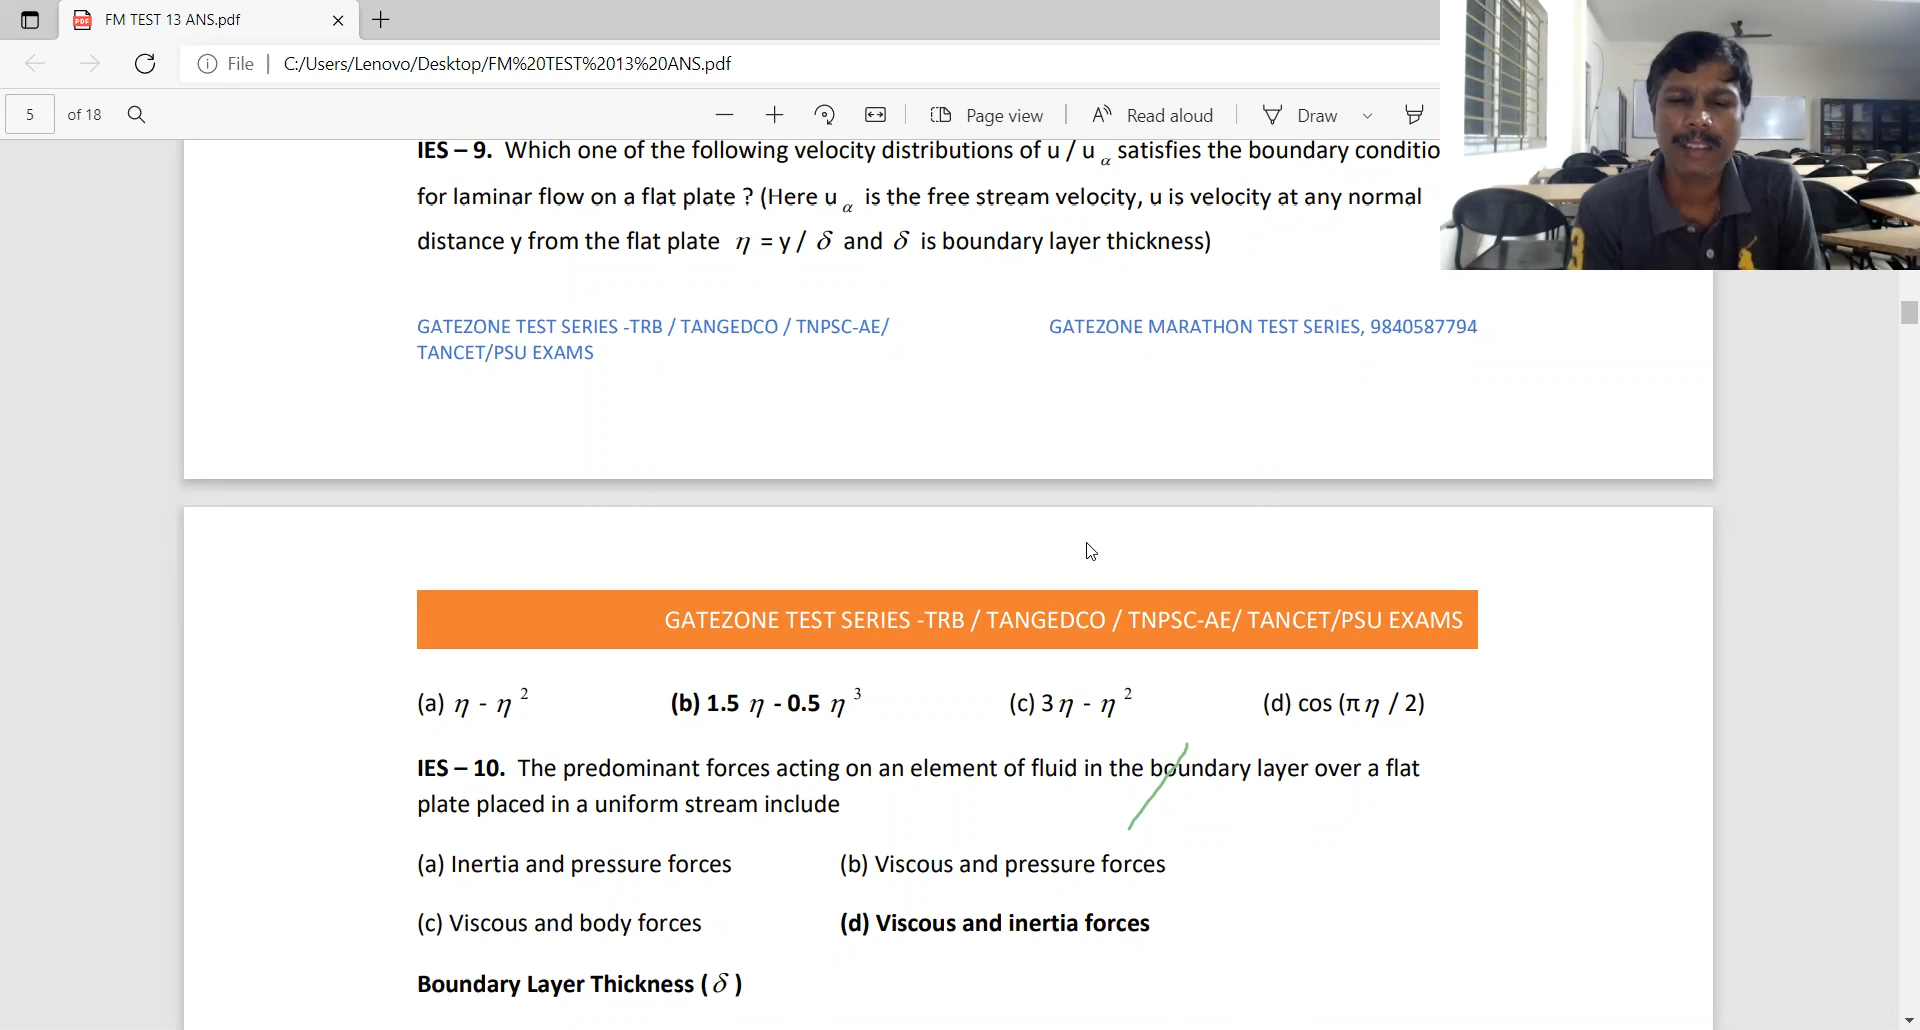 FM TEST 13 ANS.pdf
File | C:/Users/Lenovo/Desktop/FM%20TEST%2013%20ANS.pdf
5 of 18 Page view Read aloud Draw
IES – 9. Which one of the following velocity distributions of u / u α satisfies the boundary conditio
for laminar flow on a flat plate ? (Here u α is the free stream velocity, u is velocity at any normal
distance y from the flat plate η = y / δ and δ is boundary layer thickness)
GATEZONE TEST SERIES -TRB / TANGEDCO / TNPSC-AE/ GATEZONE MARATHON TEST SERIES, 9840587794
TANCET/PSU EXAMS
GATEZONE TEST SERIES -TRB / TANGEDCO / TNPSC-AE/ TANCET/PSU EXAMS
(a) η - η ² (b) 1.5 η - 0.5 η ³ (c) 3 η - η ² (d) cos (π η / 2)
IES – 10. The predominant forces acting on an element of fluid in the boundary layer over a flat
plate placed in a uniform stream include
(a) Inertia and pressure forces (b) Viscous and pressure forces
(c) Viscous and body forces (d) Viscous and inertia forces
Boundary Layer Thickness ( δ )